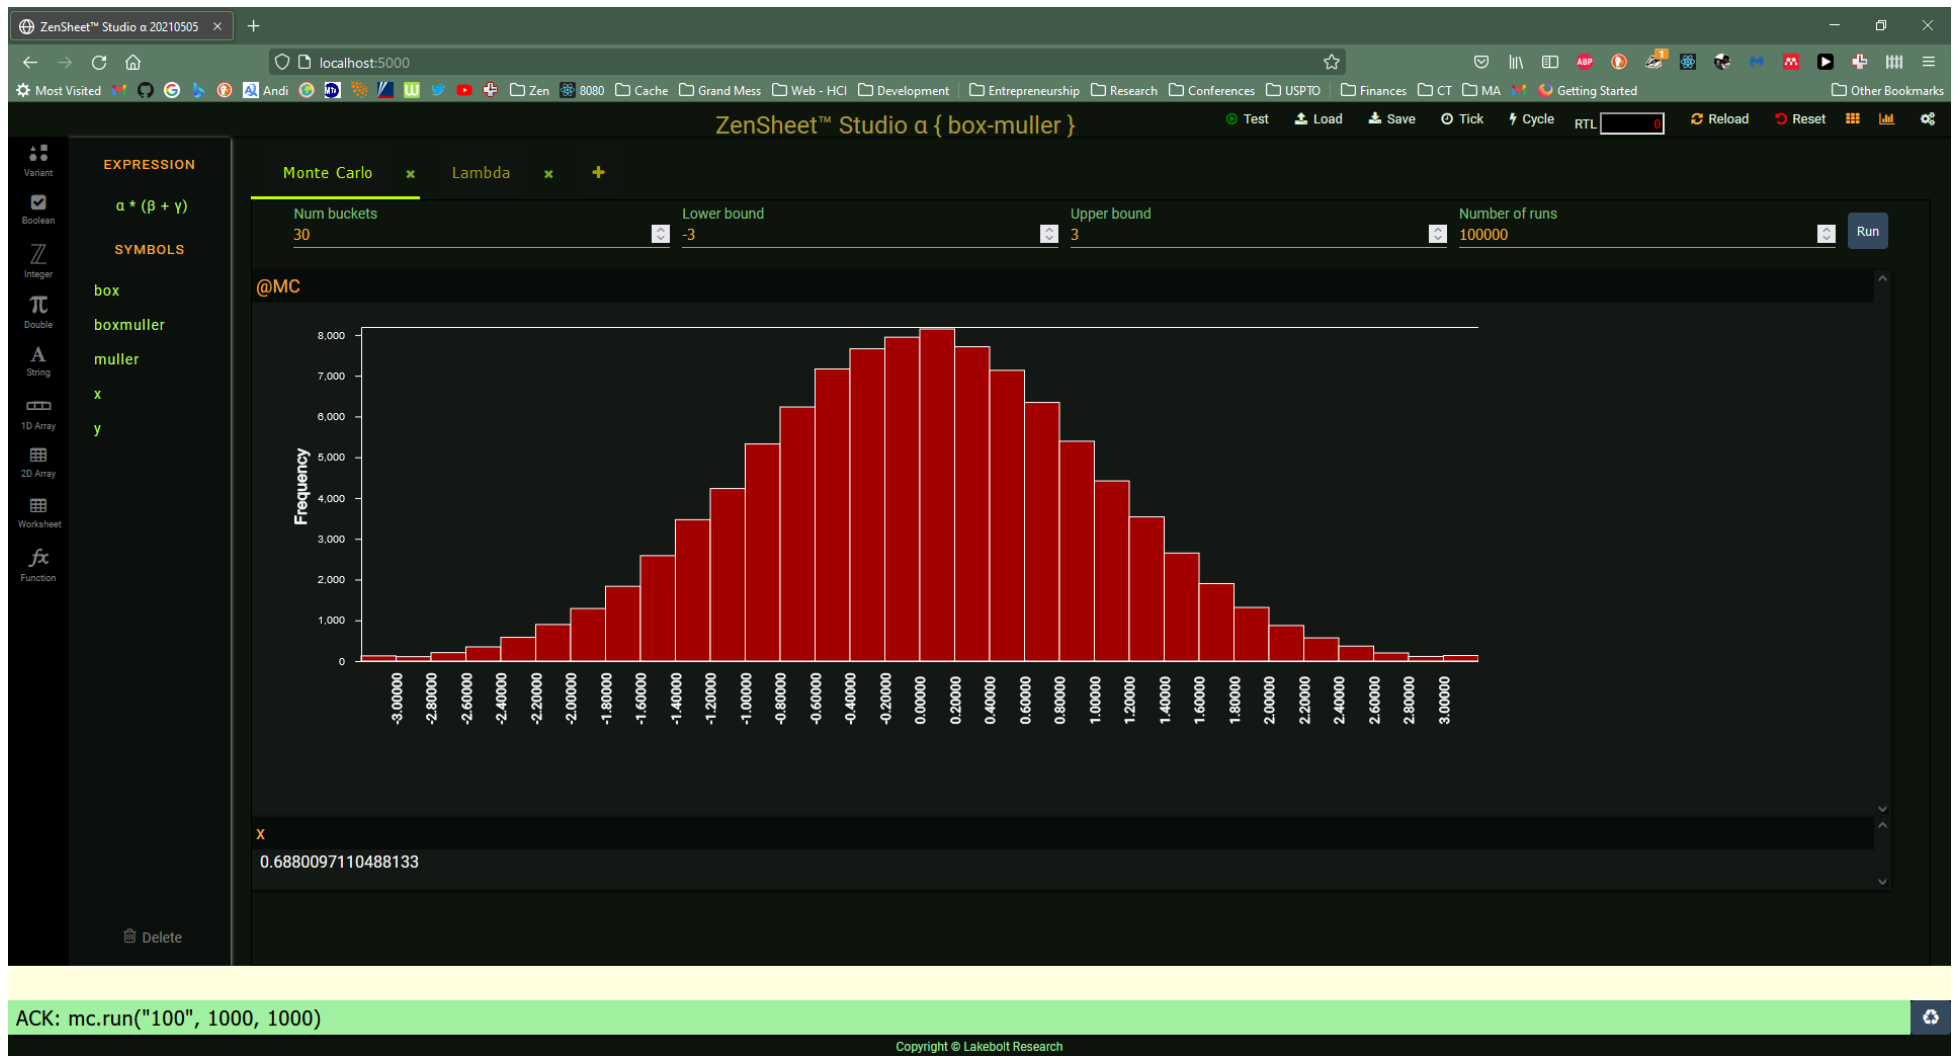 ZenSheet™ Studio α 20210505
localhost:5000
Most Visited Andi Zen 8080 Cache Grand Mess Web - HCI Development Entrepreneurship Research Conferences USPTO Finances CT MA Getting Started Other Bookmarks
ZenSheet™ Studio α { box-muller }
Test Load Save Tick Cycle RTL 0 Reload Reset
Variant
Boolean
Integer
Double
String
1D Array
2D Array
Worksheet
fx
Function
EXPRESSION
α * (β + γ)
SYMBOLS
box
boxmuller
muller
x
y
Delete
Monte Carlo Lambda
Num buckets Lower bound Upper bound Number of runs
30 -3 3 100000 Run
@MC
Frequency
8,000
7,000
6,000
5,000
4,000
3,000
2,000
1,000
0
-3.00000 -2.80000 -2.60000 -2.40000 -2.20000 -2.00000 -1.80000 -1.60000 -1.40000 -1.20000 -1.00000 -0.80000 -0.60000 -0.40000 -0.20000 0.00000 0.20000 0.40000 0.60000 0.80000 1.00000 1.20000 1.40000 1.60000 1.80000 2.00000 2.20000 2.40000 2.60000 2.80000 3.00000
x
0.6880097110488133
ACK: mc.run("100", 1000, 1000)
Copyright © Lakebolt Research